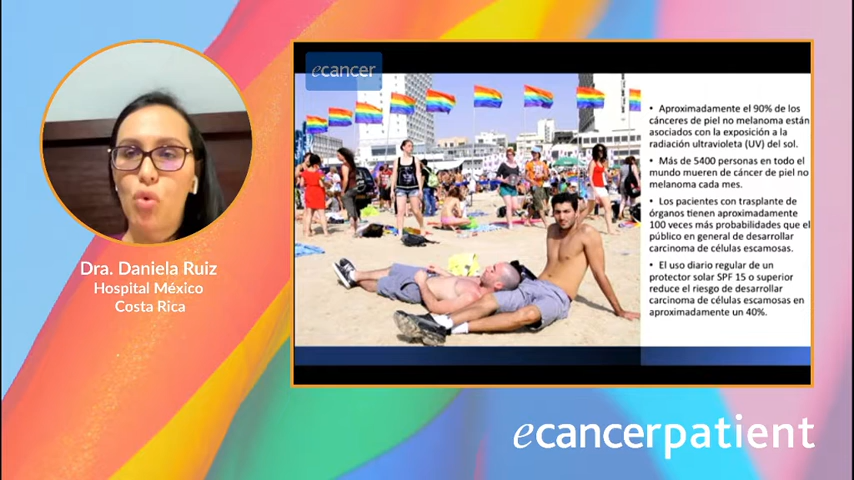 ecancer
• Aproximadamente el 90% de los
cánceres de piel no melanoma están
asociados con la exposición a la
radiación ultravioleta (UV) del sol.
• Más de 5400 personas en todo el
mundo mueren de cáncer de piel no
melanoma cada mes.
• Los pacientes con trasplante de
órganos tienen aproximadamente
100 veces más probabilidades que el
público en general de desarrollar
carcinoma de células escamosas.
• El uso diario regular de un
protector solar SPF 15 o superior
reduce el riesgo de desarrollar
carcinoma de células escamosas en
aproximadamente un 40%.
Dra. Daniela Ruiz
Hospital México
Costa Rica
ecancerpatient